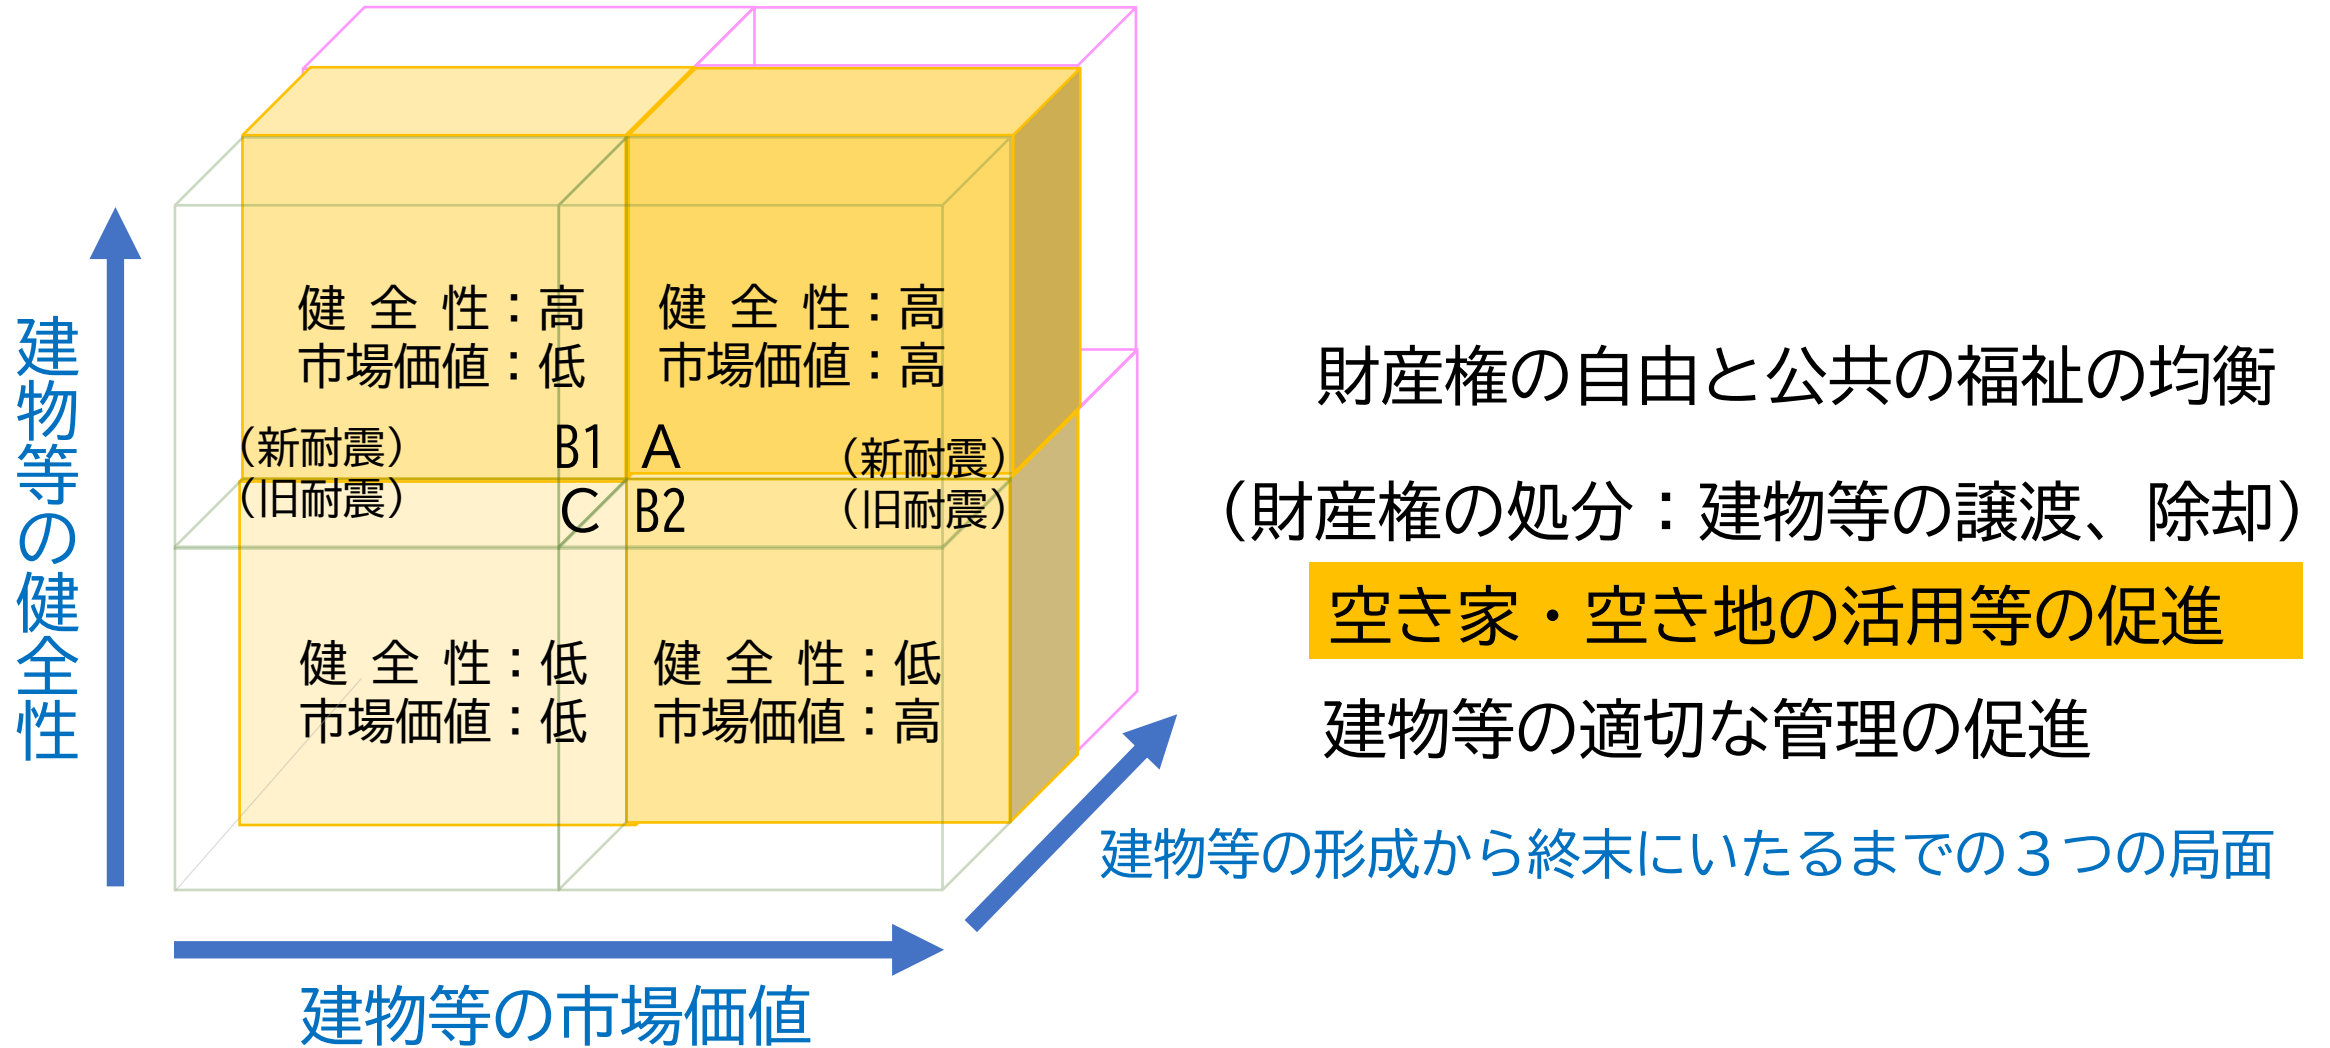 建物等の健全性
健 全 性：高
市場価値：低
健 全 性：高
市場価値：高
（新耐震）
B1
A
（新耐震）
（旧耐震）
C
B2
（旧耐震）
健 全 性：低
市場価値：低
健 全 性：低
市場価値：高
建物等の市場価値
財産権の自由と公共の福祉の均衡
（財産権の処分：建物等の譲渡、除却）
空き家・空き地の活用等の促進
建物等の適切な管理の促進
建物等の形成から終末にいたるまでの３つの局面